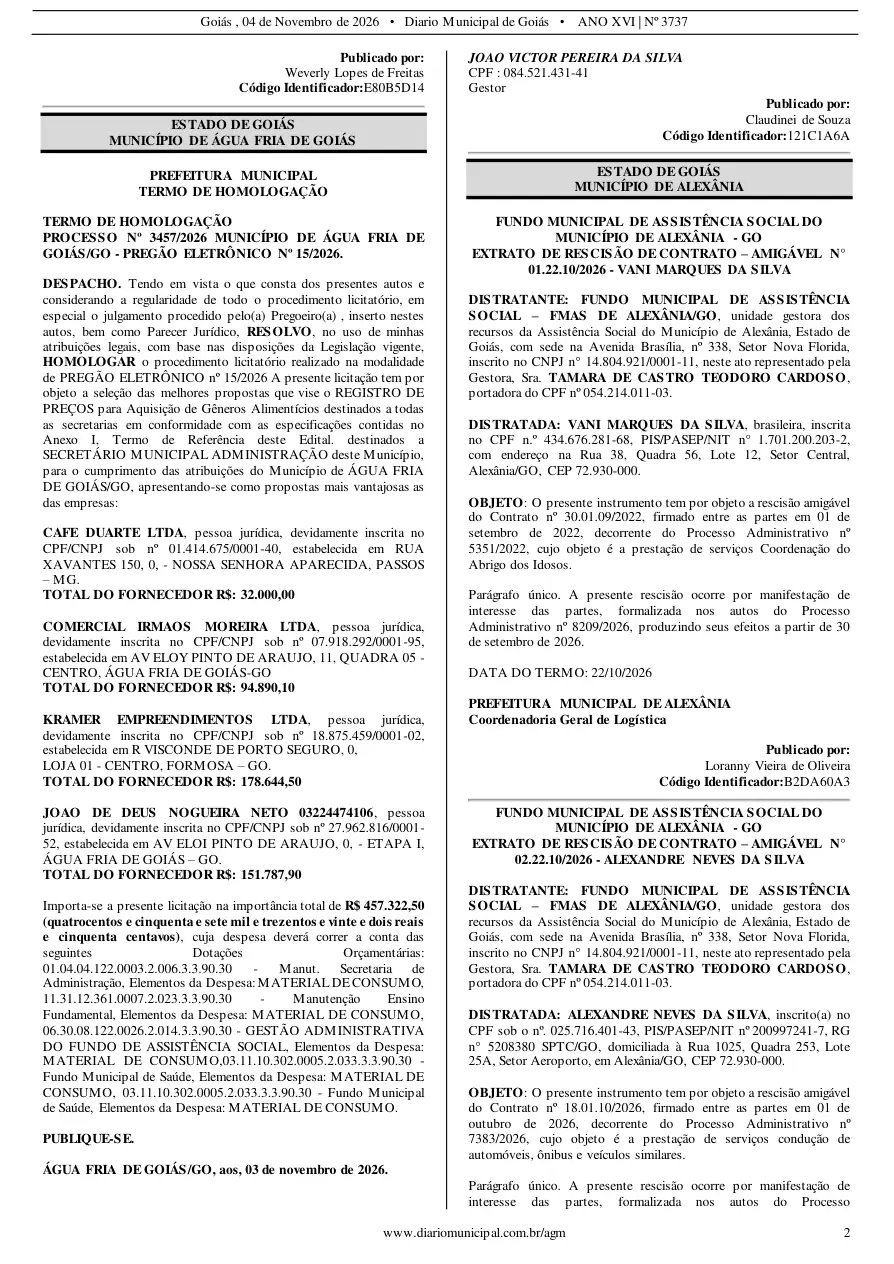 Goiás , 04 de Novembro de 2026 • Diario Municipal de Goiás • ANO XVI | Nº 3737
Publicado por:
Weverly Lopes de Freitas
Código Identificador:E80B5D14
ESTADO DE GOIÁS
MUNICÍPIO DE ÁGUA FRIA DE GOIÁS
PREFEITURA MUNICIPAL
TERMO DE HOMOLOGAÇÃO
TERMO DE HOMOLOGAÇÃO
PROCESSO Nº 3457/2026 MUNICÍPIO DE ÁGUA FRIA DE
GOIÁS/GO - PREGÃO ELETRÔNICO Nº 15/2026.
DESPACHO. Tendo em vista o que consta dos presentes autos e
considerando a regularidade de todo o procedimento licitatório, em
especial o julgamento procedido pelo(a) Pregoeiro(a) , inserto nestes
autos, bem como Parecer Jurídico, RESOLVO, no uso de minhas
atribuições legais, com base nas disposições da Legislação vigente,
HOMOLOGAR o procedimento licitatório realizado na modalidade
de PREGÃO ELETRÔNICO nº 15/2026 A presente licitação tem por
objeto a seleção das melhores propostas que vise o REGISTRO DE
PREÇOS para Aquisição de Gêneros Alimentícios destinados a todas
as secretarias em conformidade com as especificações contidas no
Anexo I, Termo de Referência deste Edital. destinados a
SECRETÁRIO MUNICIPAL ADMINISTRAÇÃO deste Município,
para o cumprimento das atribuições do Município de ÁGUA FRIA
DE GOIÁS/GO, apresentando-se como propostas mais vantajosas as
das empresas:
CAFE DUARTE LTDA, pessoa jurídica, devidamente inscrita no
CPF/CNPJ sob nº 01.414.675/0001-40, estabelecida em RUA
XAVANTES 150, 0, - NOSSA SENHORA APARECIDA, PASSOS
– MG.
TOTAL DO FORNECEDOR R$: 32.000,00
COMERCIAL IRMAOS MOREIRA LTDA, pessoa jurídica,
devidamente inscrita no CPF/CNPJ sob nº 07.918.292/0001-95,
estabelecida em AV ELOY PINTO DE ARAUJO, 11, QUADRA 05 -
CENTRO, ÁGUA FRIA DE GOIÁS-GO
TOTAL DO FORNECEDOR R$: 94.890,10
KRAMER EMPREENDIMENTOS LTDA, pessoa jurídica,
devidamente inscrita no CPF/CNPJ sob nº 18.875.459/0001-02,
estabelecida em R VISCONDE DE PORTO SEGURO, 0,
LOJA 01 - CENTRO, FORMOSA – GO.
TOTAL DO FORNECEDOR R$: 178.644,50
JOAO DE DEUS NOGUEIRA NETO 03224474106, pessoa
jurídica, devidamente inscrita no CPF/CNPJ sob nº 27.962.816/0001-
52, estabelecida em AV ELOI PINTO DE ARAUJO, 0, - ETAPA I,
ÁGUA FRIA DE GOIÁS – GO.
TOTAL DO FORNECEDOR R$: 151.787,90
Importa-se a presente licitação na importância total de R$ 457.322,50
(quatrocentos e cinquenta e sete mil e trezentos e vinte e dois reais
e cinquenta centavos), cuja despesa deverá correr a conta das
seguintes Dotações Orçamentárias:
01.04.04.122.0003.2.006.3.3.90.30 - Manut. Secretaria de
Administração, Elementos da Despesa: MATERIAL DE CONSUMO,
11.31.12.361.0007.2.023.3.3.90.30 - Manutenção Ensino
Fundamental, Elementos da Despesa: MATERIAL DE CONSUMO,
06.30.08.122.0026.2.014.3.3.90.30 - GESTÃO ADMINISTRATIVA
DO FUNDO DE ASSISTÊNCIA SOCIAL, Elementos da Despesa:
MATERIAL DE CONSUMO,03.11.10.302.0005.2.033.3.3.90.30 -
Fundo Municipal de Saúde, Elementos da Despesa: MATERIAL DE
CONSUMO, 03.11.10.302.0005.2.033.3.3.90.30 - Fundo Municipal
de Saúde, Elementos da Despesa: MATERIAL DE CONSUMO.
PUBLIQUE-SE.
ÁGUA FRIA DE GOIÁS/GO, aos, 03 de novembro de 2026.
JOAO VICTOR PEREIRA DA SILVA
CPF : 084.521.431-41
Gestor
Publicado por:
Claudinei de Souza
Código Identificador:121C1A6A
ESTADO DE GOIÁS
MUNICÍPIO DE ALEXÂNIA
FUNDO MUNICIPAL DE ASSISTÊNCIA SOCIAL DO
MUNICÍPIO DE ALEXÂNIA - GO
EXTRATO DE RESCISÃO DE CONTRATO – AMIGÁVEL N°
01.22.10/2026 - VANI MARQUES DA SILVA
DISTRATANTE: FUNDO MUNICIPAL DE ASSISTÊNCIA
SOCIAL – FMAS DE ALEXÂNIA/GO, unidade gestora dos
recursos da Assistência Social do Município de Alexânia, Estado de
Goiás, com sede na Avenida Brasília, nº 338, Setor Nova Florida,
inscrito no CNPJ n° 14.804.921/0001-11, neste ato representado pela
Gestora, Sra. TAMARA DE CASTRO TEODORO CARDOSO,
portadora do CPF nº 054.214.011-03.
DISTRATADA: VANI MARQUES DA SILVA, brasileira, inscrita
no CPF n.º 434.676.281-68, PIS/PASEP/NIT n° 1.701.200.203-2,
com endereço na Rua 38, Quadra 56, Lote 12, Setor Central,
Alexânia/GO, CEP 72.930-000.
OBJETO: O presente instrumento tem por objeto a rescisão amigável
do Contrato nº 30.01.09/2022, firmado entre as partes em 01 de
setembro de 2022, decorrente do Processo Administrativo nº
5351/2022, cujo objeto é a prestação de serviços Coordenação do
Abrigo dos Idosos.
Parágrafo único. A presente rescisão ocorre por manifestação de
interesse das partes, formalizada nos autos do Processo
Administrativo nº 8209/2026, produzindo seus efeitos a partir de 30
de setembro de 2026.
DATA DO TERMO: 22/10/2026
PREFEITURA MUNICIPAL DE ALEXÂNIA
Coordenadoria Geral de Logística
Publicado por:
Loranny Vieira de Oliveira
Código Identificador:B2DA60A3
FUNDO MUNICIPAL DE ASSISTÊNCIA SOCIAL DO
MUNICÍPIO DE ALEXÂNIA - GO
EXTRATO DE RESCISÃO DE CONTRATO – AMIGÁVEL N°
02.22.10/2026 - ALEXANDRE NEVES DA SILVA
DISTRATANTE: FUNDO MUNICIPAL DE ASSISTÊNCIA
SOCIAL – FMAS DE ALEXÂNIA/GO, unidade gestora dos
recursos da Assistência Social do Município de Alexânia, Estado de
Goiás, com sede na Avenida Brasília, nº 338, Setor Nova Florida,
inscrito no CNPJ n° 14.804.921/0001-11, neste ato representado pela
Gestora, Sra. TAMARA DE CASTRO TEODORO CARDOSO,
portadora do CPF nº 054.214.011-03.
DISTRATADA: ALEXANDRE NEVES DA SILVA, inscrito(a) no
CPF sob o nº. 025.716.401-43, PIS/PASEP/NIT nº 200997241-7, RG
n° 5208380 SPTC/GO, domiciliada à Rua 1025, Quadra 253, Lote
25A, Setor Aeroporto, em Alexânia/GO, CEP 72.930-000.
OBJETO: O presente instrumento tem por objeto a rescisão amigável
do Contrato nº 18.01.10/2026, firmado entre as partes em 01 de
outubro de 2026, decorrente do Processo Administrativo nº
7383/2026, cujo objeto é a prestação de serviços condução de
automóveis, ônibus e veículos similares.
Parágrafo único. A presente rescisão ocorre por manifestação de
interesse das partes, formalizada nos autos do Processo
www.diariomunicipal.com.br/agm
2